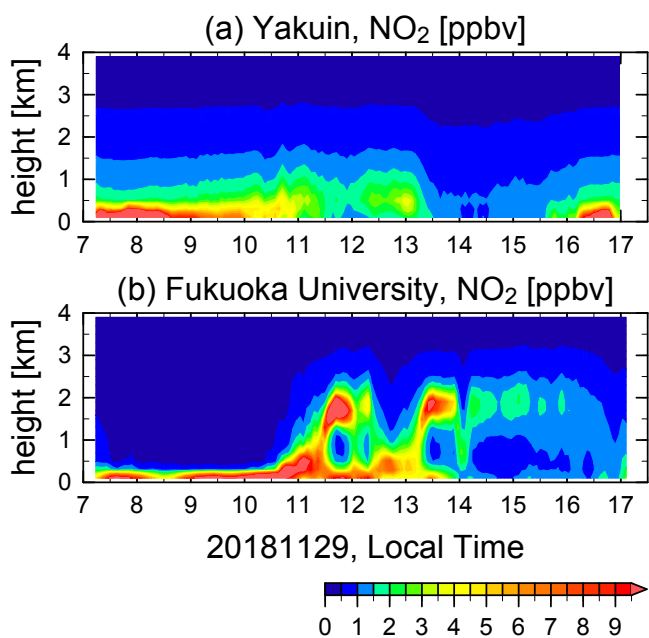 (a) Yakuin, NO₂ [ppbv]
height [km]
4
3
2
1
0
7 8 9 10 11 12 13 14 15 16 17
(b) Fukuoka University, NO₂ [ppbv]
height [km]
4
3
2
1
0
7 8 9 10 11 12 13 14 15 16 17
20181129, Local Time
0 1 2 3 4 5 6 7 8 9